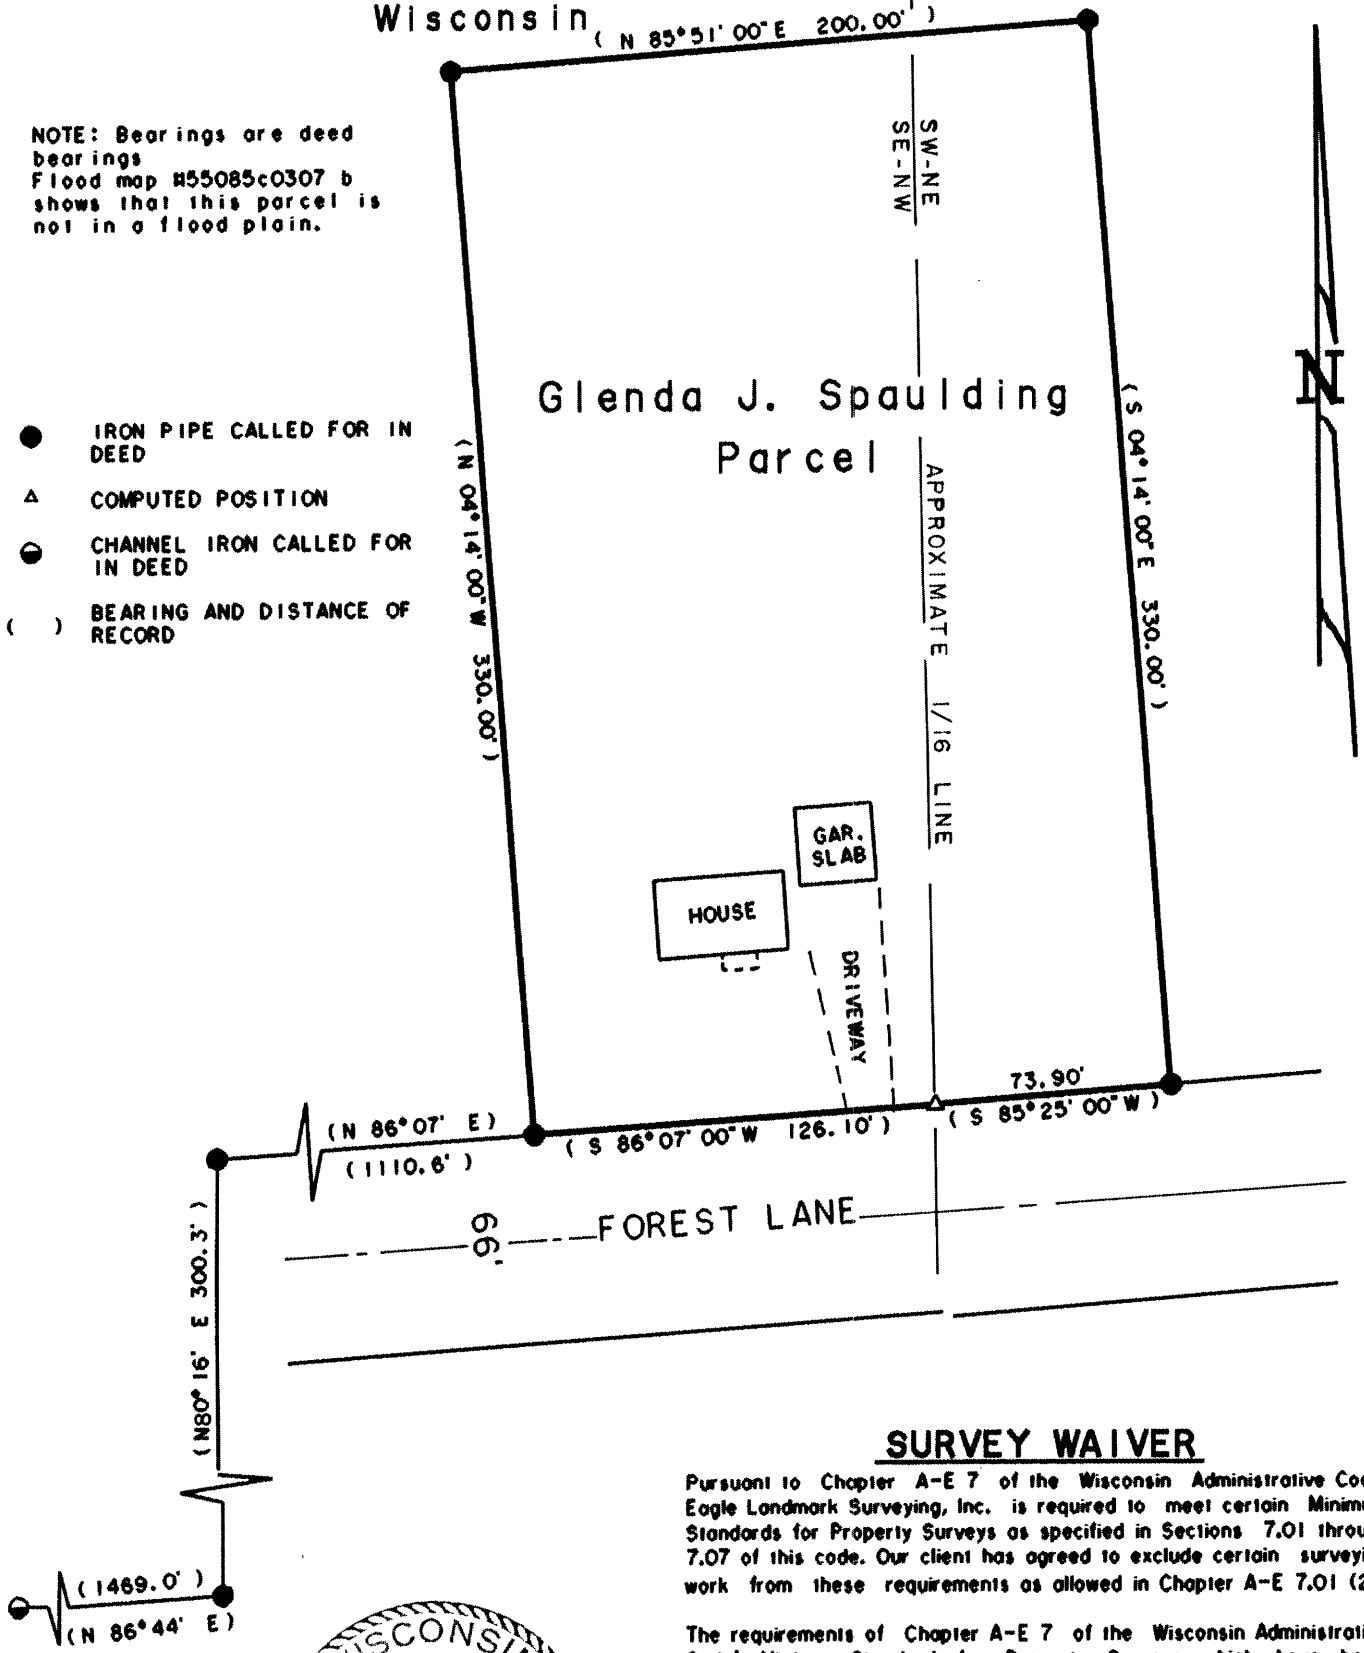 Wisconsin
( N 85°51'00"E 200.00' )
NOTE: Bearings are deed
bearings
Flood map #55085c0307 b
shows that this parcel is
not in a flood plain.
SW-NE
SE-NW
N
Glenda J. Spaulding
Parcel
IRON PIPE CALLED FOR IN
DEED
COMPUTED POSITION
CHANNEL IRON CALLED FOR
IN DEED
( ) BEARING AND DISTANCE OF
RECORD
( N 04°14'00"W 330.00' )
( S 04°14'00"E 330.00' )
APPROXIMATE 1/16 LINE
GAR.
SLAB
HOUSE
DRIVEWAY
73.90'
( S 85°25'00"W )
( S 86°07'00"W 126.10' )
(N 86°07' E)
(1110.6' )
66'
FOREST LANE
(N80°16' E 300.3' )
(1469.0' )
(N 86°44' E)
SURVEY WAIVER
Pursuant to Chapter A-E 7 of the Wisconsin Administrative
Eagle Landmark Surveying, Inc. is required to meet certain
Standards for Property Surveys as specified in Sections 7.01
7.07 of this code. Our client has agreed to exclude certain
work from these requirements as allowed in Chapter A-E 7.01
The requirements of Chapter A-E 7 of the Wisconsin